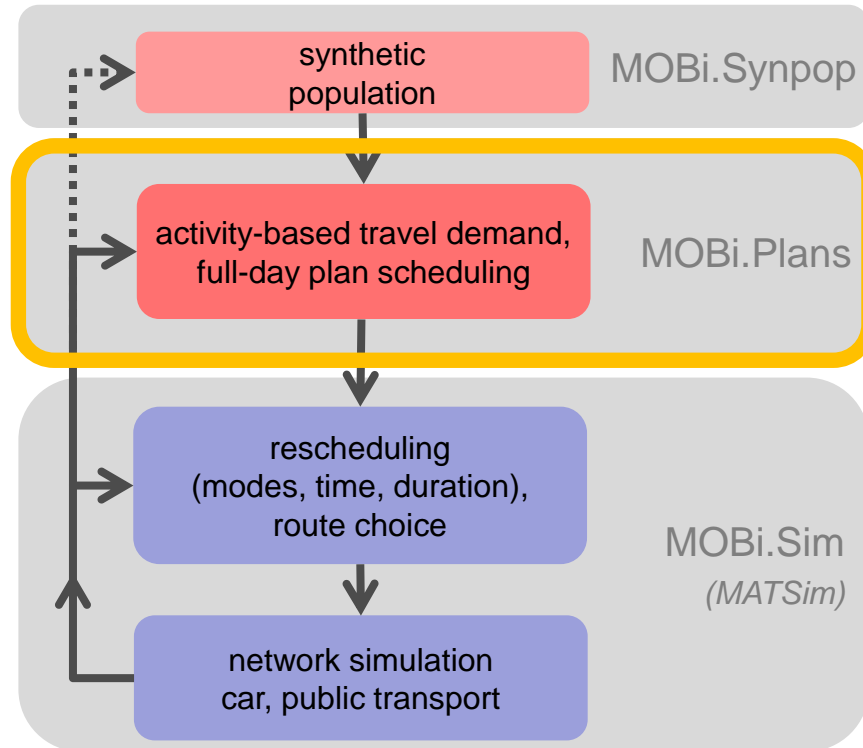 synthetic
population
MOBi.Synpop
activity-based travel demand,
full-day plan scheduling
MOBi.Plans
rescheduling
(modes, time, duration),
route choice
MOBi.Sim
(MATSim)
network simulation
car, public transport